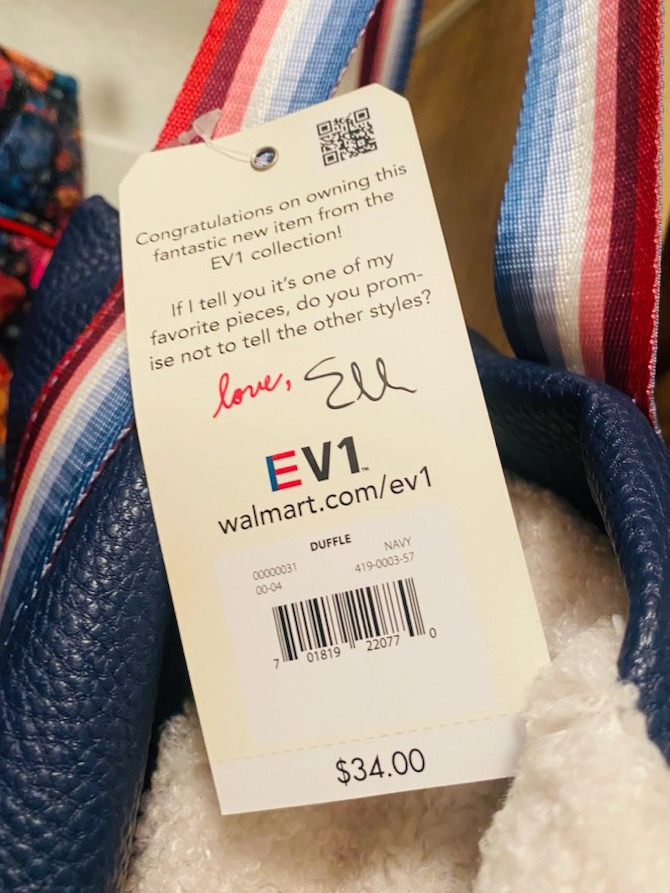 Congratulations on owning this
fantastic new item from the
EV1 collection!
If I tell you it's one of my
favorite pieces, do you prom-
ise not to tell the other styles?
love, Ellen
EV1™
walmart.com/ev1
DUFFLE
00000031 NAVY
00-04 419-0003-57
7 01819 22077 0
$34.00